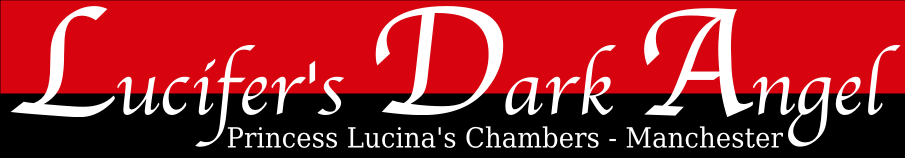 Lucifer's Dark Angel
Princess Lucina's Chambers - Manchester